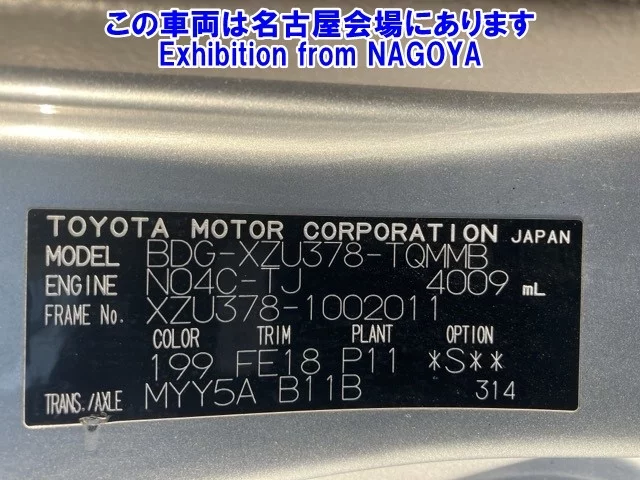 この車両は名古屋会場にあります
Exhibition from NAGOYA
TOYOTA MOTOR CORPORATION JAPAN
MODEL BDG-XZU378-TQMMB
ENGINE N04C-TJ 4009 mL
FRAME No. XZU378-1002011
COLOR TRIM PLANT OPTION
199 FE18 P11 *S**
TRANS./AXLE MYY5A B11B 314